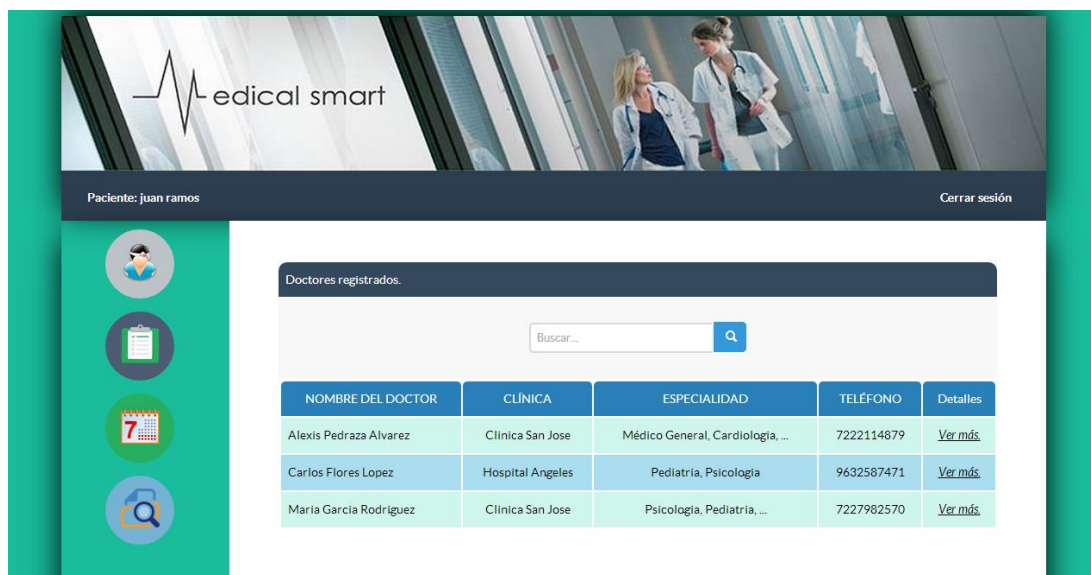 edical smart
Paciente: juan ramos Cerrar sesión
Doctores registrados.
Buscar...
NOMBRE DEL DOCTOR CLÍNICA ESPECIALIDAD TELÉFONO Detalles
Alexis Pedraza Alvarez Clinica San Jose Médico General, Cardiologia, ... 7222114879 Ver más.
Carlos Flores Lopez Hospital Angeles Pediatria, Psicologia 9632587471 Ver más.
Maria Garcia Rodriguez Clinica San Jose Psicologia, Pediatria, ... 7227982570 Ver más.
7